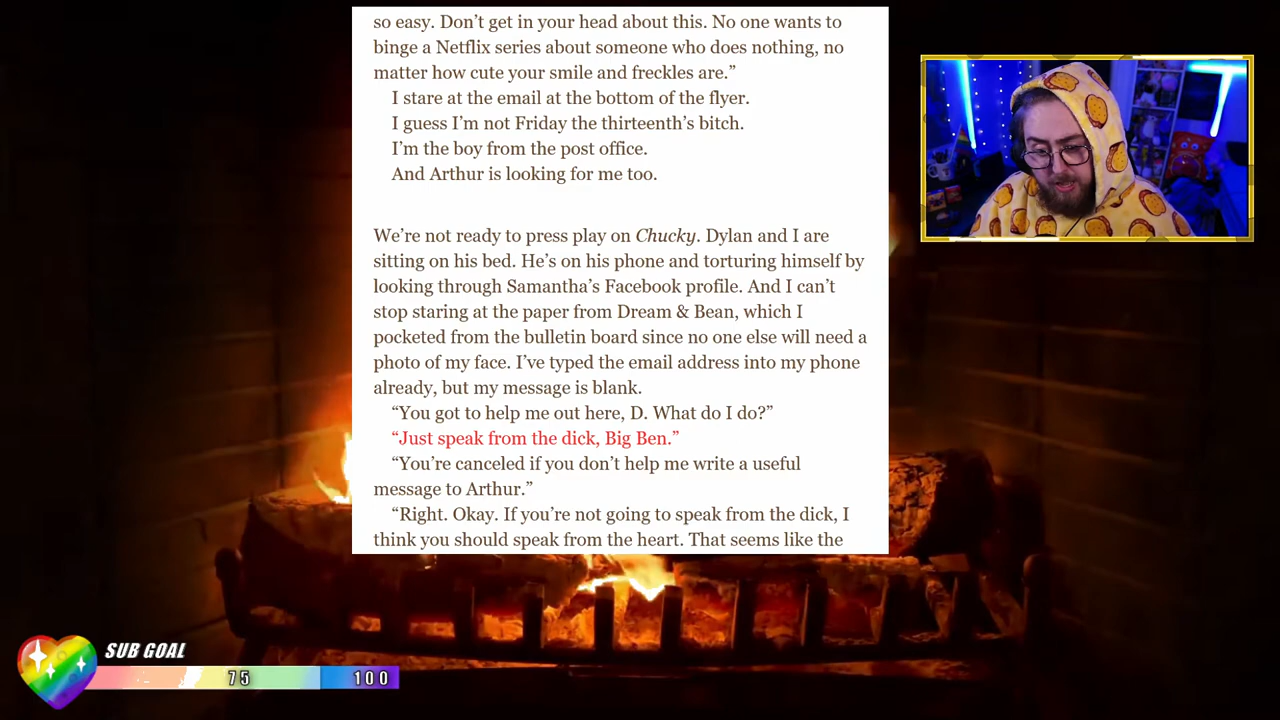 so easy. Don’t get in your head about this. No one wants to
binge a Netflix series about someone who does nothing, no
matter how cute your smile and freckles are.”
I stare at the email at the bottom of the flyer.
I guess I’m not Friday the thirteenth’s bitch.
I’m the boy from the post office.
And Arthur is looking for me too.
We’re not ready to press play on Chucky. Dylan and I are
sitting on his bed. He’s on his phone and torturing himself by
looking through Samantha’s Facebook profile. And I can’t
stop staring at the paper from Dream & Bean, which I
pocketed from the bulletin board since no one else will need a
photo of my face. I’ve typed the email address into my phone
already, but my message is blank.
“You got to help me out here, D. What do I do?”
“Just speak from the dick, Big Ben.”
“You’re canceled if you don’t help me write a useful
message to Arthur.”
“Right. Okay. If you’re not going to speak from the dick, I
think you should speak from the heart. That seems like the
SUB GOAL
75 100